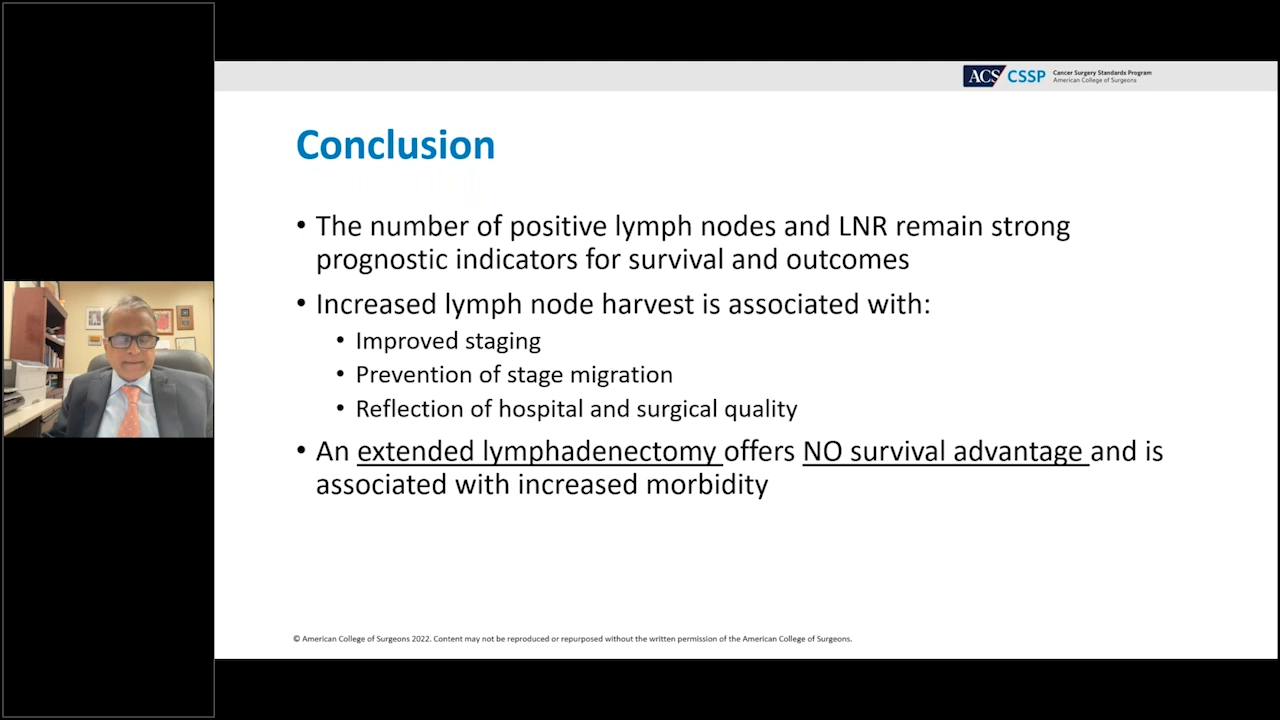 ACS CSSP Cancer Surgery Standards Program
American College of Surgeons
Conclusion
• The number of positive lymph nodes and LNR remain strong
prognostic indicators for survival and outcomes
• Increased lymph node harvest is associated with:
• Improved staging
• Prevention of stage migration
• Reflection of hospital and surgical quality
• An extended lymphadenectomy offers NO survival advantage and is
associated with increased morbidity
© American College of Surgeons 2022. Content may not be reproduced or repurposed without the written permission of the American College of Surgeons.